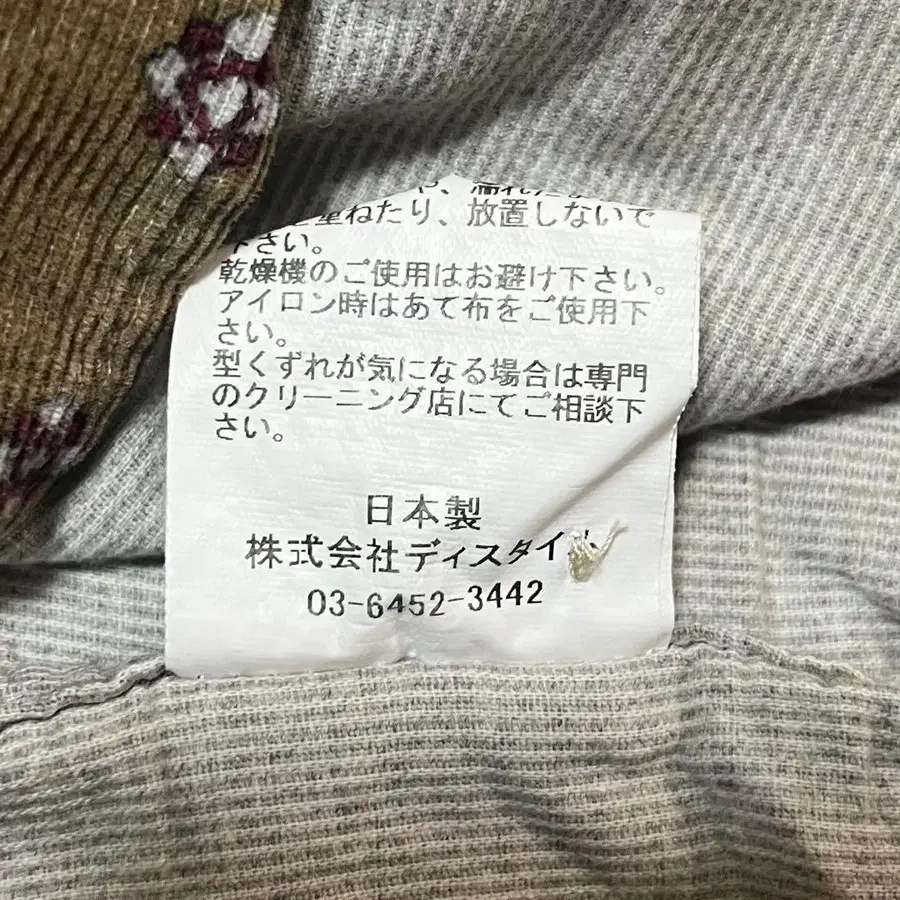 濡れた
重ねたり、放置しないで
下さい。
乾燥機のご使用はお避け下さい。
アイロン時はあて布をご使用下
さい。
型くずれが気になる場合は専門
のクリーニング店にてご相談下
さい。
日本製
株式会社ディスタイ
03-6452-3442